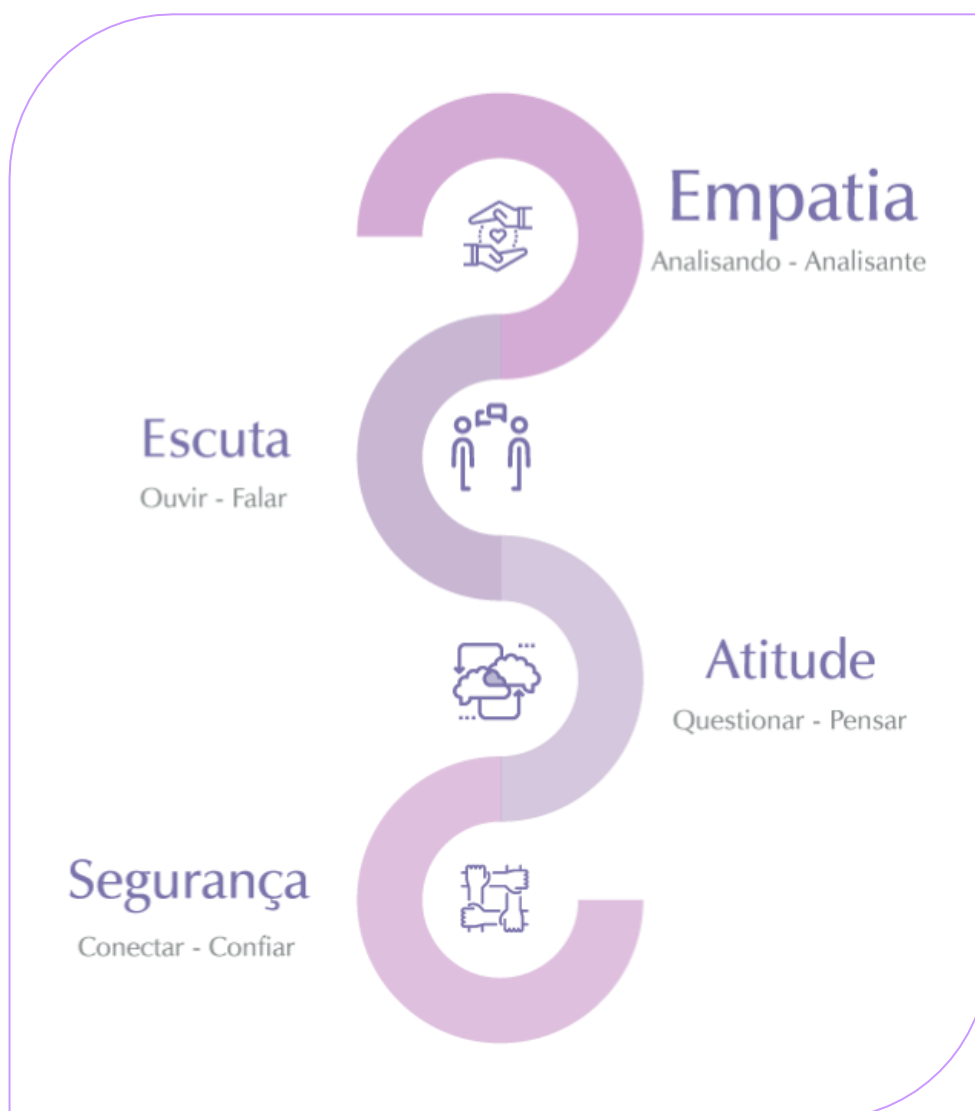 Empatia
Analisando - Analisante
Escuta
Ouvir - Falar
Atitude
Questionar - Pensar
Segurança
Conectar - Confiar